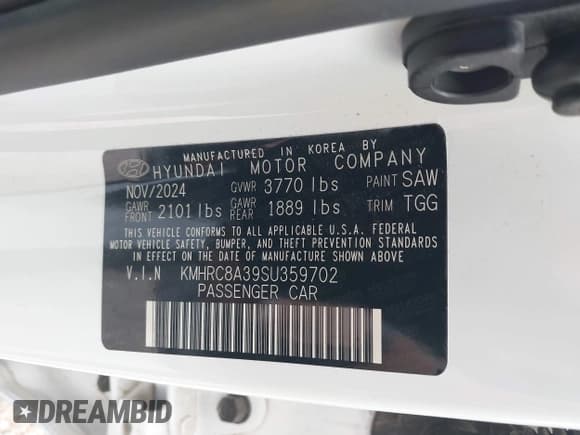 MANUFACTURED IN KOREA BY
HYUNDAI MOTOR COMPANY
NOV/2024 GVWR 3770 lbs PAINT SAW
GAWR FRONT 2101 lbs GAWR REAR 1889 lbs TRIM TGG
THIS VEHICLE CONFORMS TO ALL APPLICABLE U.S.A. FEDERAL
MOTOR VEHICLE SAFETY, BUMPER, AND THEFT PREVENTION STANDARDS
IN EFFECT ON THE DATE OF MANUFACTURE SHOWN ABOVE
V.I.N KMHRC8A39SU359702
PASSENGER CAR
DREAMBID